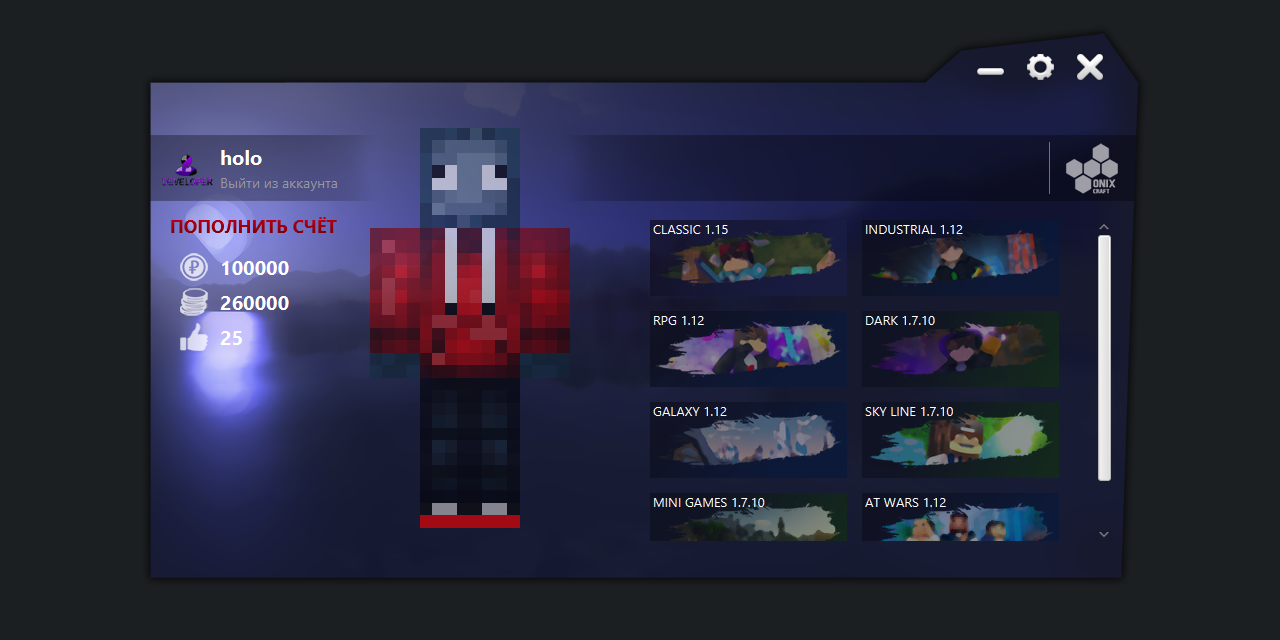 holo
DEVELOPER
Выйти из аккаунта
ONIX
CRAFT
ПОПОЛНИТЬ СЧЁТ
100000
260000
25
CLASSIC 1.15
INDUSTRIAL 1.12
RPG 1.12
DARK 1.7.10
GALAXY 1.12
SKY LINE 1.7.10
MINI GAMES 1.7.10
AT WARS 1.12